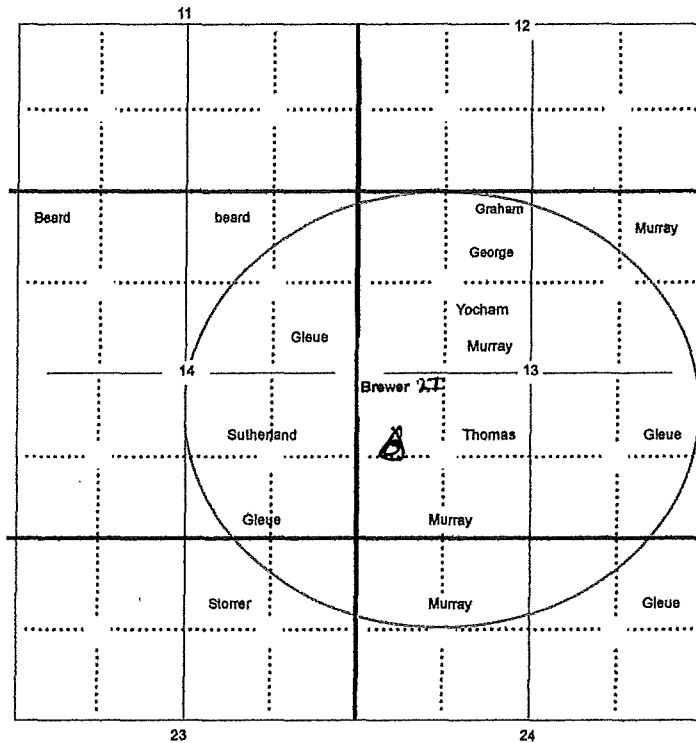 11
12
Beard
beard
Graham
Murray
George
Yocham
Gleue
Murray
14
13
Brewer
Sutherland
Thomas
Gleue
Gleue
Murray
Storrer
Murray
Gleue
23
24